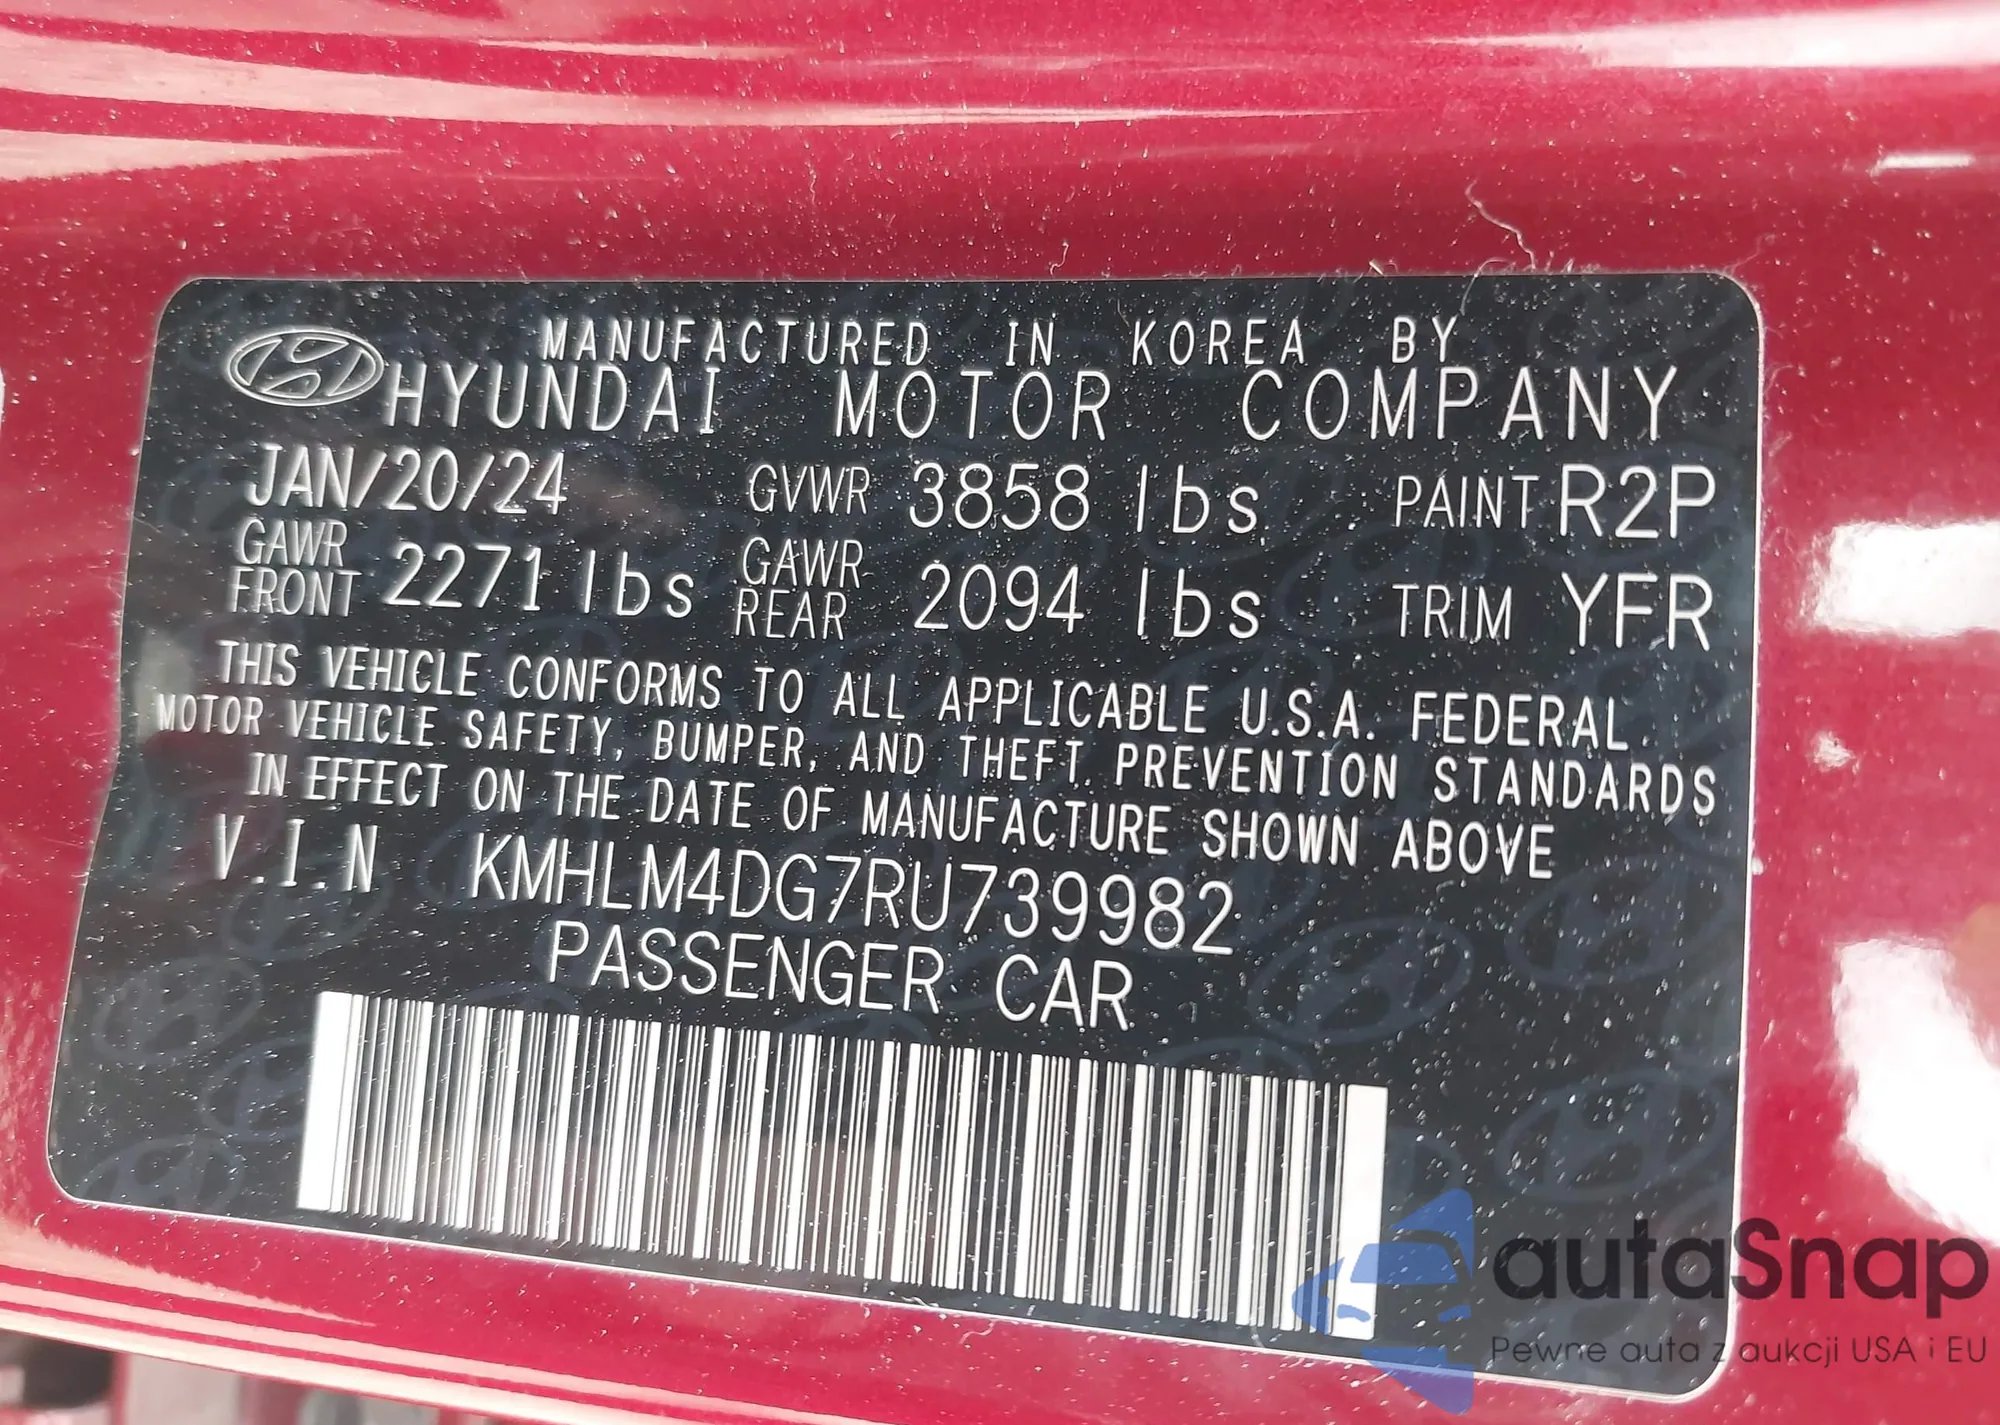 MANUFACTURED IN KOREA BY
HYUNDAI MOTOR COMPANY
JAN/20/24 GVWR 3858 lbs PAINT R2P
GAWR FRONT 2271 lbs GAWR REAR 2094 lbs TRIM YFR
THIS VEHICLE CONFORMS TO ALL APPLICABLE U.S.A. FEDERAL
MOTOR VEHICLE SAFETY, BUMPER, AND THEFT PREVENTION STANDARDS
IN EFFECT ON THE DATE OF MANUFACTURE SHOWN ABOVE
V.I.N KMHLM4DG7RU739982
PASSENGER CAR
autaSnap
Pewne auta z aukcji USA i EU